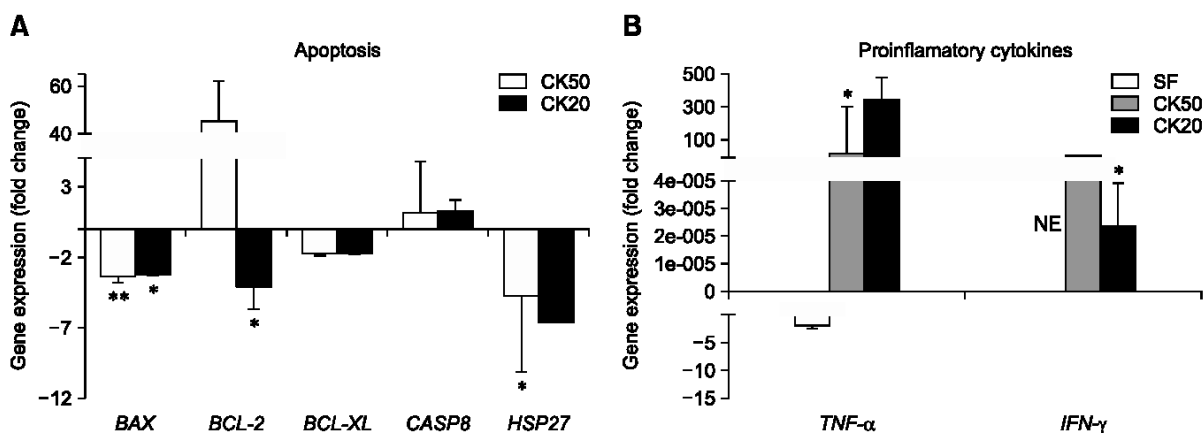 A
Apoptosis
Gene expression (fold change)
60
40
3
−2
−7
−12
CK50
CK20
**
*
*
*
BAX BCL-2 BCL-XL CASP8 HSP27
B
Proinflamatory cytokines
Gene expression (fold change)
500
300
100
4e-005
3e-005
2e-005
1e-005
0
−5
−10
−15
SF
CK50
CK20
*
*
NE
TNF-α IFN-γ